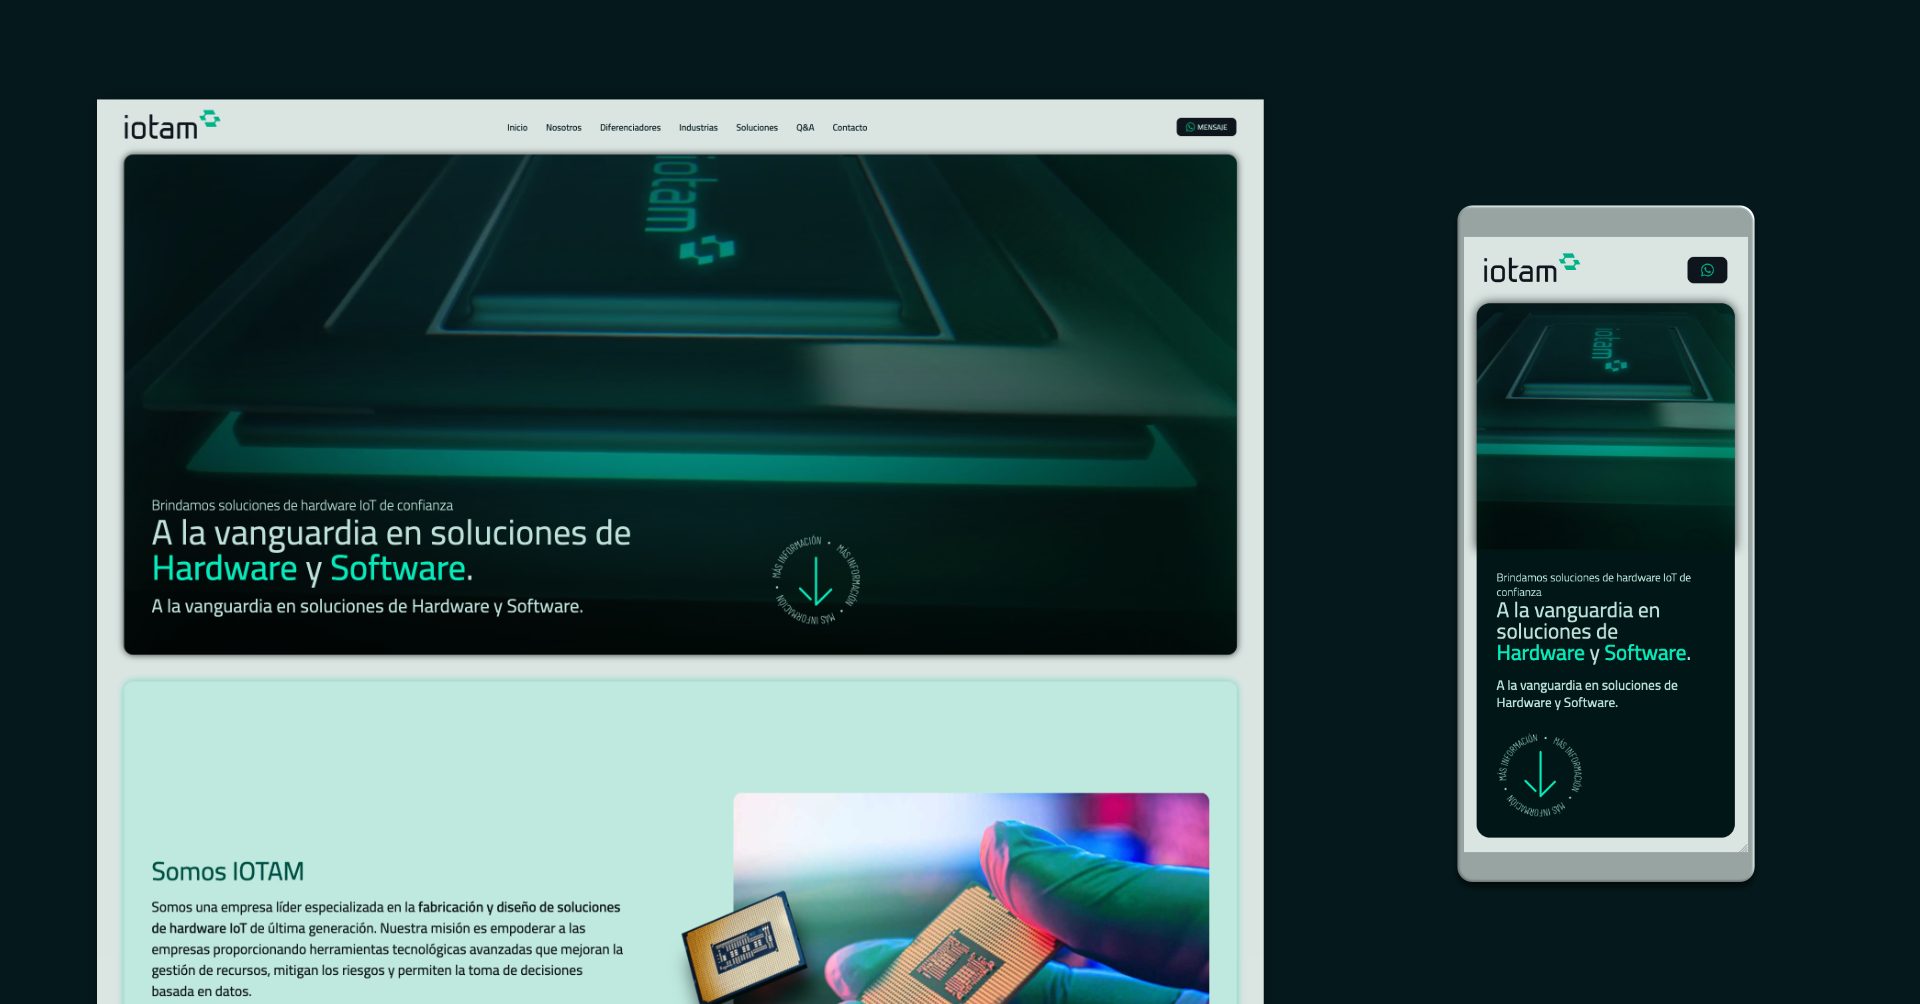 iotam
Inicio Nosotros Diferenciadores Industrias Soluciones Q&A Contacto
MENSAJE
iotam
Brindamos soluciones de hardware IoT de confianza
A la vanguardia en soluciones de
Hardware y Software.
A la vanguardia en soluciones de Hardware y Software.
MÁS INFORMACIÓN • MÁS INFORMACIÓN • MÁS INFORMACIÓN •
Somos IOTAM
Somos una empresa líder especializada en la fabricación y diseño de soluciones
de hardware IoT de última generación. Nuestra misión es empoderar a las
empresas proporcionando herramientas tecnológicas avanzadas que mejoran la
gestión de recursos, mitigan los riesgos y permiten la toma de decisiones
basada en datos.
iotam
iotam
Brindamos soluciones de hardware IoT de
confianza
A la vanguardia en
soluciones de
Hardware y Software.
A la vanguardia en soluciones de
Hardware y Software.
MÁS INFORMACIÓN • MÁS INFORMACIÓN • MÁS INFORMACIÓN •